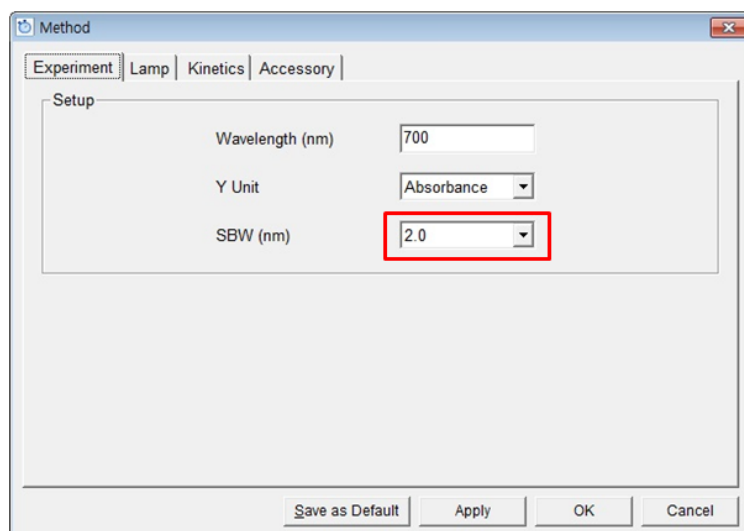 Method
Experiment Lamp Kinetics Accessory
Setup
Wavelength (nm) 700
Y Unit Absorbance
SBW (nm) 2.0
Save as Default Apply OK Cancel